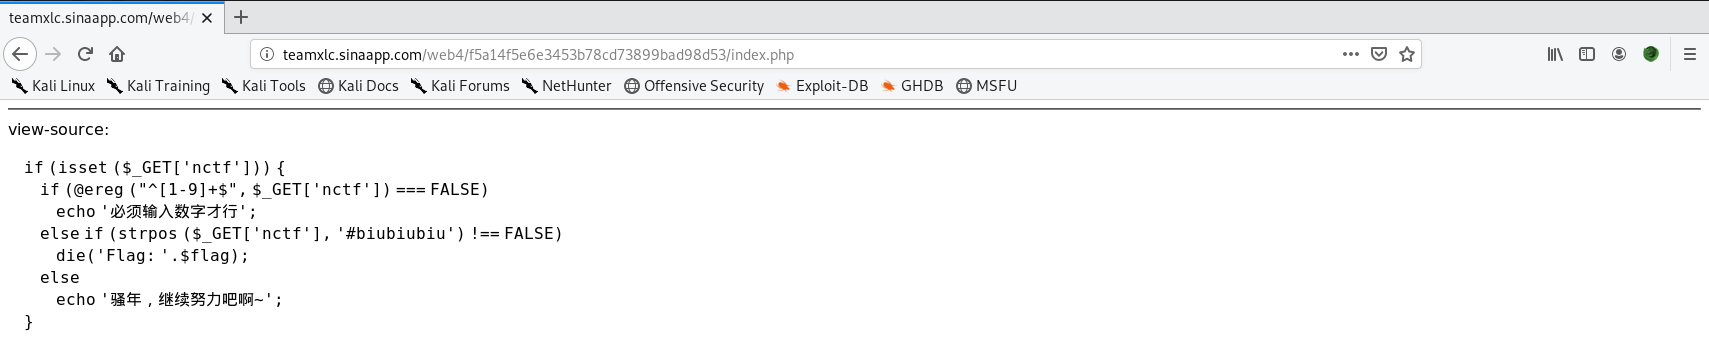 teamxlc.sinaapp.com/web4/
teamxlc.sinaapp.com/web4/f5a14f5e6e3453b78cd73899bad98d53/index.php
Kali Linux Kali Training Kali Tools Kali Docs Kali Forums NetHunter Offensive Security Exploit-DB GHDB MSFU
view-source:
if (isset ($_GET['nctf'])) {
if (@ereg ("^[1-9]+$", $_GET['nctf']) === FALSE)
echo '必须输入数字才行';
else if (strpos ($_GET['nctf'], '#biubiubiu') !== FALSE)
die('Flag: '.$flag);
else
echo '骚年，继续努力吧啊~';
}